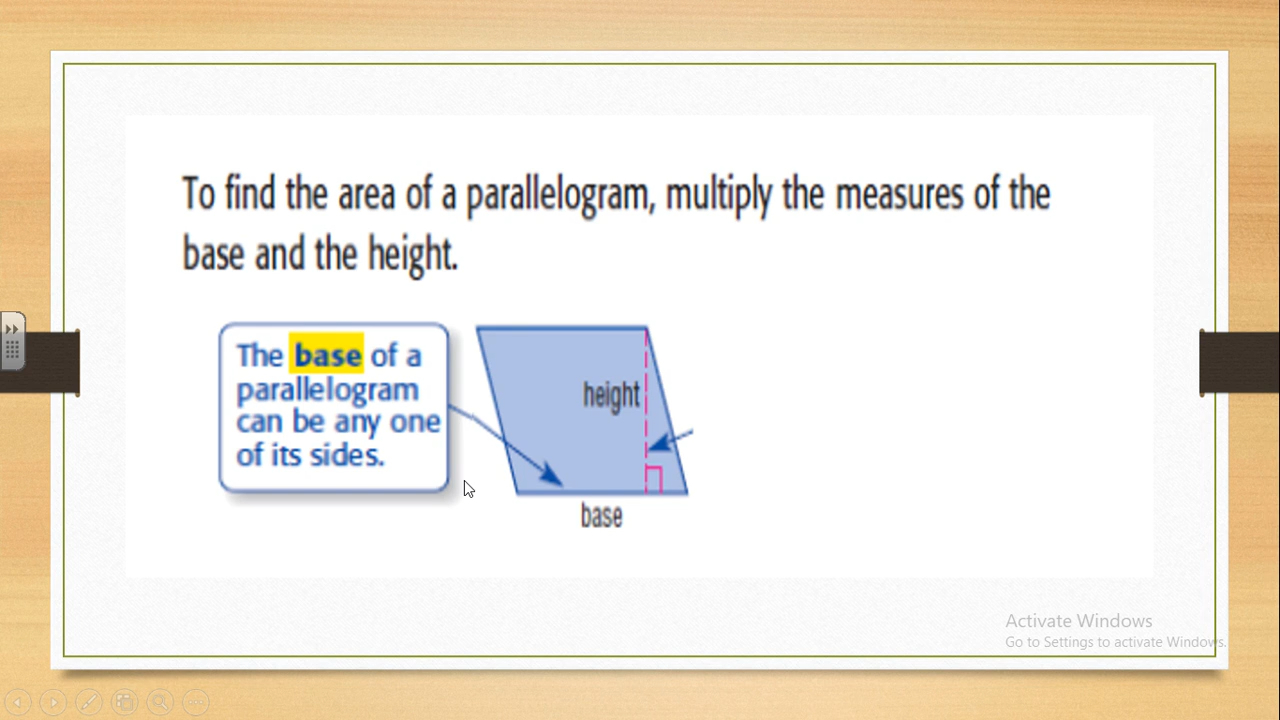 To find the area of a parallelogram, multiply the measures of the
base and the height.
The base of a
parallelogram
can be any one
of its sides.
height
base
Activate Windows
Go to Settings to activate Windows.